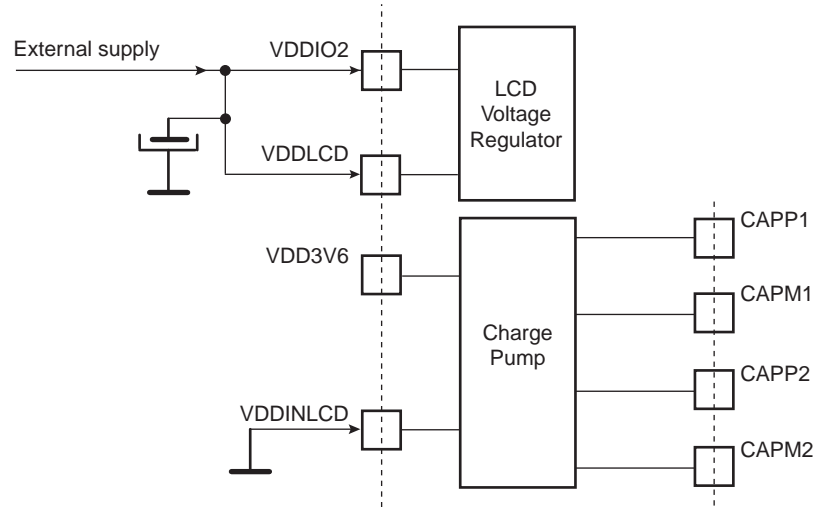 External supply
VDDIO2
LCD
Voltage
Regulator
VDDLCD
VDD3V6
Charge
Pump
VDDINLCD
CAPP1
CAPM1
CAPP2
CAPM2